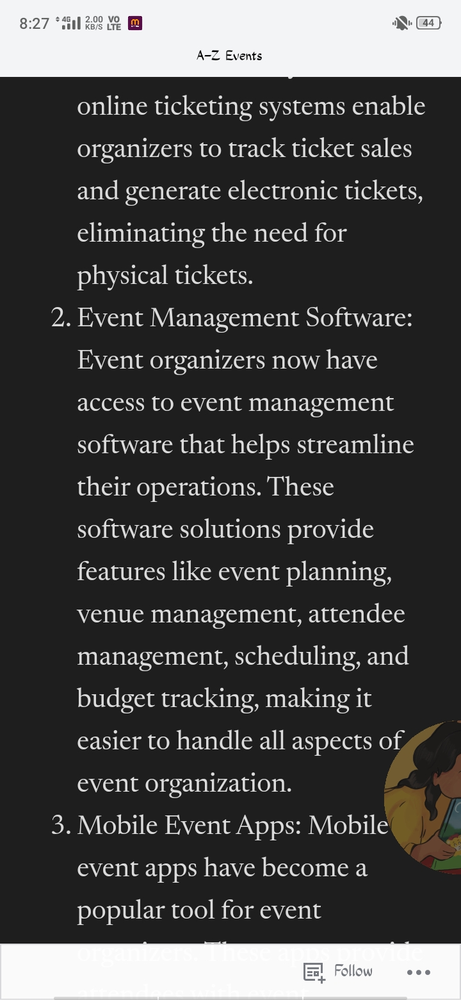 8:27 4G 2.00 KB/S VO LTE 44
A–Z Events
online ticketing systems enable
organizers to track ticket sales
and generate electronic tickets,
eliminating the need for
physical tickets.
2. Event Management Software:
Event organizers now have
access to event management
software that helps streamline
their operations. These
software solutions provide
features like event planning,
venue management, attendee
management, scheduling, and
budget tracking, making it
easier to handle all aspects of
event organization.
3. Mobile Event Apps: Mobile
event apps have become a
popular tool for event
organizers. These apps provide
attendees with event
Follow